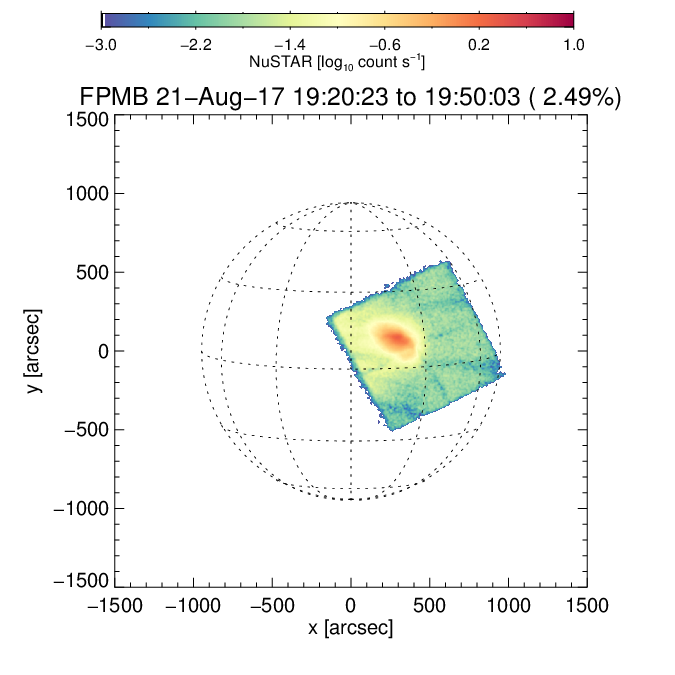 −3.0 −2.2 −1.4 −0.6 0.2 1.0
NuSTAR [log₁₀ count s⁻¹]
FPMB 21−Aug−17 19:20:23 to 19:50:03 ( 2.49%)
1500
1000
500
0
−500
−1000
−1500
y [arcsec]
−1500 −1000 −500 0 500 1000 1500
x [arcsec]